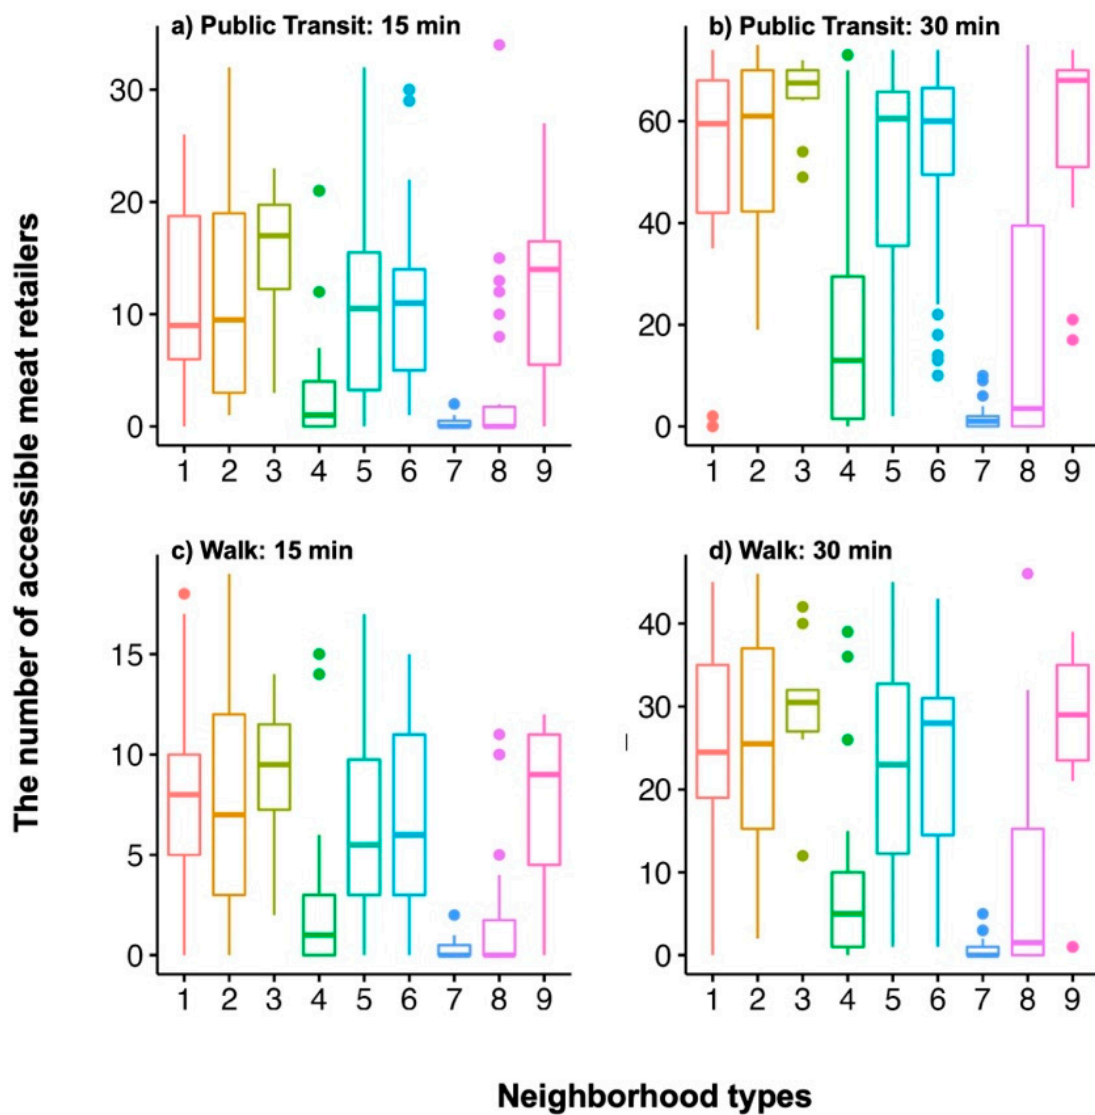 The number of accessible meat retailers
a) Public Transit: 15 min
30
20
10
0
1 2 3 4 5 6 7 8 9
b) Public Transit: 30 min
60
40
20
0
1 2 3 4 5 6 7 8 9
c) Walk: 15 min
15
10
5
0
1 2 3 4 5 6 7 8 9
d) Walk: 30 min
40
30
20
10
0
1 2 3 4 5 6 7 8 9
Neighborhood types